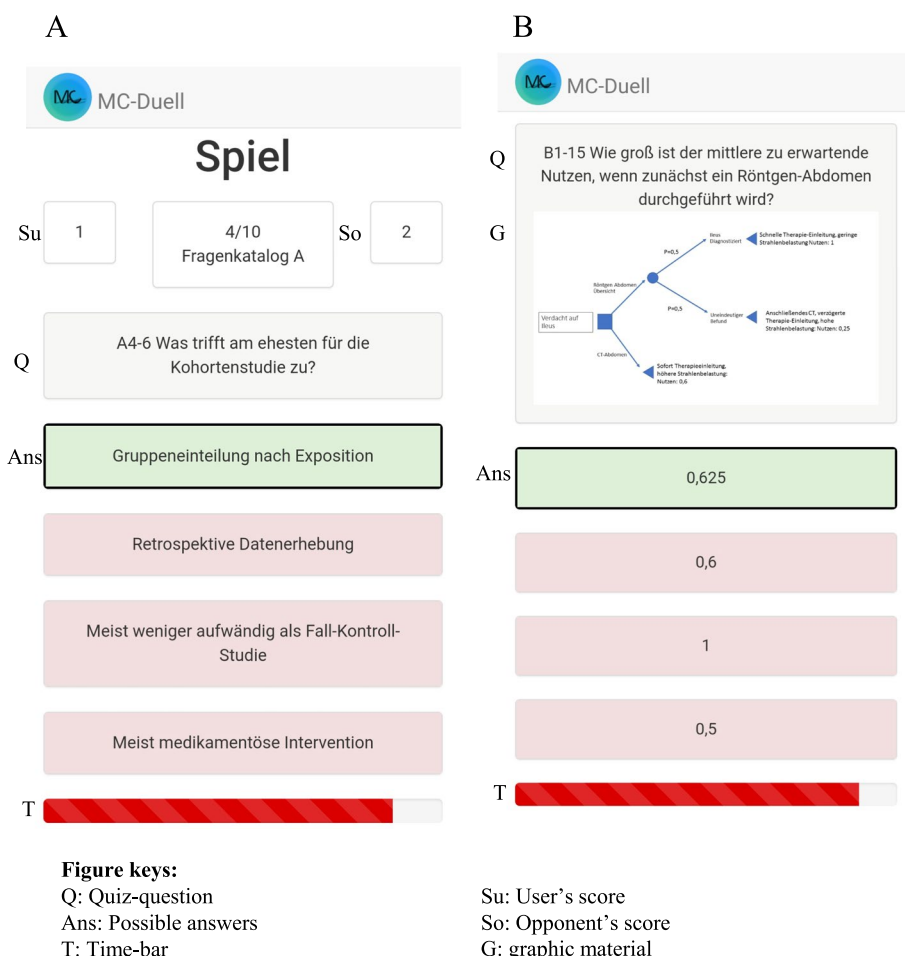 A
MC
MC-Duell
Spiel
Su
1
4/10
Fragenkatalog A
So
2
Q
A4-6 Was trifft am ehesten für die
Kohortenstudie zu?
Ans
Gruppeneinteilung nach Exposition
Retrospektive Datenerhebung
Meist weniger aufwändig als Fall-Kontroll-
Studie
Meist medikamentöse Intervention
T
B
MC
MC-Duell
Q
B1-15 Wie groß ist der mittlere zu erwartende
Nutzen, wenn zunächst ein Röntgen-Abdomen
durchgeführt wird?
G
Ileus
Diagnostiziert
Schnelle Therapie-Einleitung, geringe
Strahlenbelastung Nutzen: 1
P=0,5
Röntgen-Abdomen
Übersicht
P=0,5
Uneindeutiger
Befund
Anschließendes CT, verzögerte
Therapie-Einleitung, hohe
Strahlenbelastung: Nutzen: 0,25
Verdacht auf
Ileus
CT-Abdomen
Sofort Therapieeinleitung,
höhere Strahlenbelastung:
Nutzen: 0,6
Ans
0,625
0,6
1
0,5
T
Figure keys:
Q: Quiz-question
Ans: Possible answers
T: Time-bar
Su: User's score
So: Opponent's score
G: graphic material